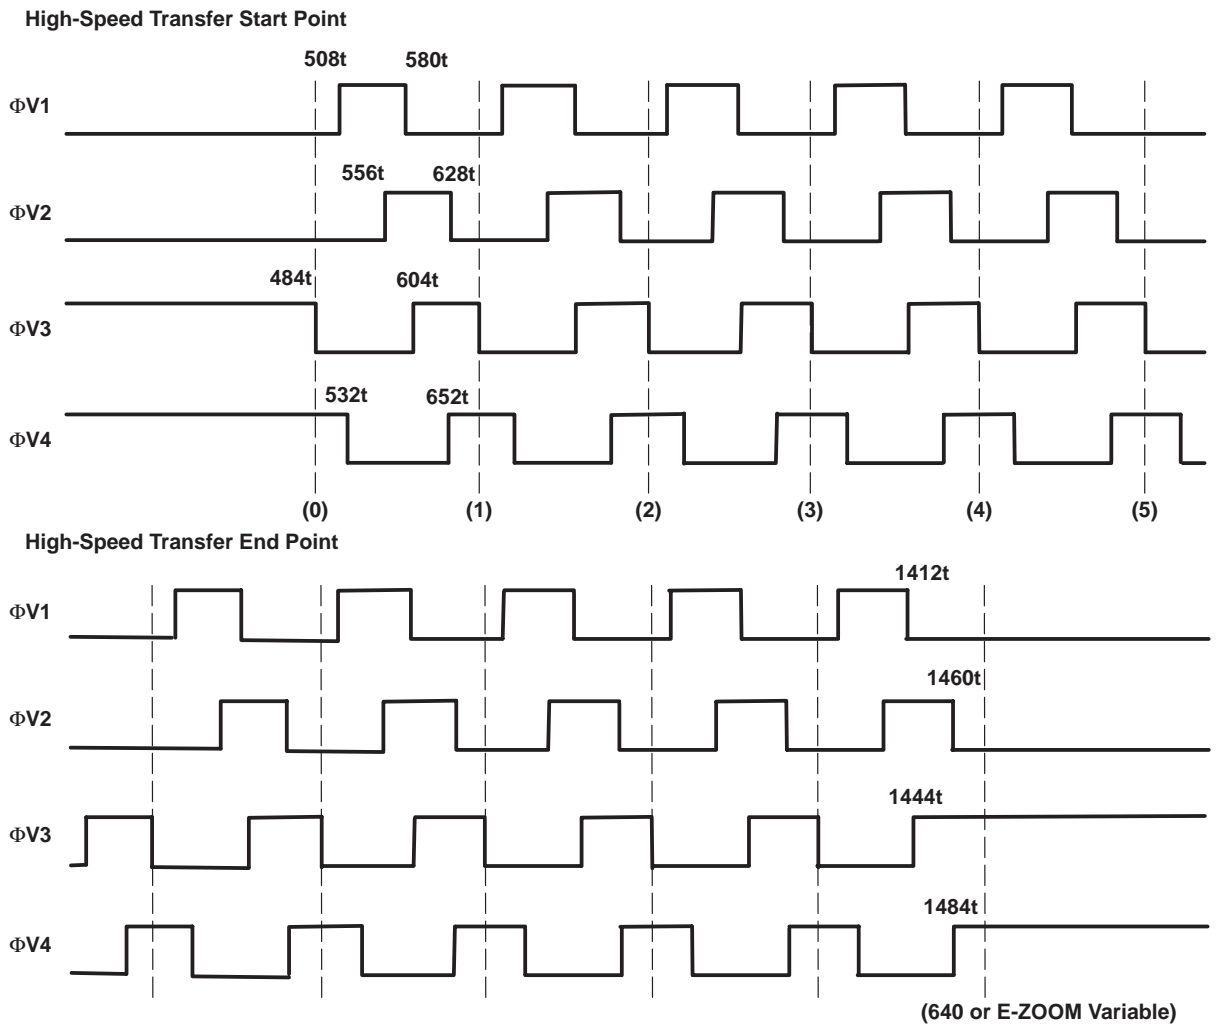 High-Speed Transfer Start Point
508t 580t
ΦV1
556t 628t
ΦV2
484t 604t
ΦV3
532t 652t
ΦV4
(0) (1) (2) (3) (4) (5)
High-Speed Transfer End Point
1412t
ΦV1
1460t
ΦV2
1444t
ΦV3
1484t
ΦV4
(640 or E-ZOOM Variable)